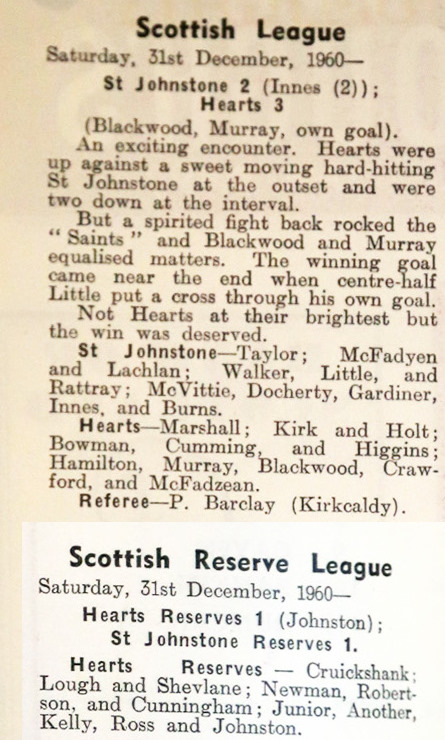 Scottish League
Saturday, 31st December, 1960—
St Johnstone 2 (Innes (2));
Hearts 3
(Blackwood, Murray, own goal).
An exciting encounter. Hearts were
up against a sweet moving hard-hitting
St Johnstone at the outset and were
two down at the interval.
But a spirited fight back rocked the
“Saints” and Blackwood and Murray
equalised matters. The winning goal
came near the end when centre-half
Little put a cross through his own goal.
Not Hearts at their brightest but
the win was deserved.
St Johnstone—Taylor; McFadyen
and Lachlan; Walker, Little, and
Rattray; McVittie, Docherty, Gardiner,
Innes, and Burns.
Hearts—Marshall; Kirk and Holt;
Bowman, Cumming, and Higgins;
Hamilton, Murray, Blackwood, Craw-
ford, and McFadzean.
Referee—P. Barclay (Kirkcaldy).
Scottish Reserve League
Saturday, 31st December, 1960—
Hearts Reserves 1 (Johnston);
St Johnstone Reserves 1.
Hearts Reserves — Cruickshank;
Lough and Shevlane; Newman, Robert-
son, and Cunningham; Junior, Another,
Kelly, Ross and Johnston.